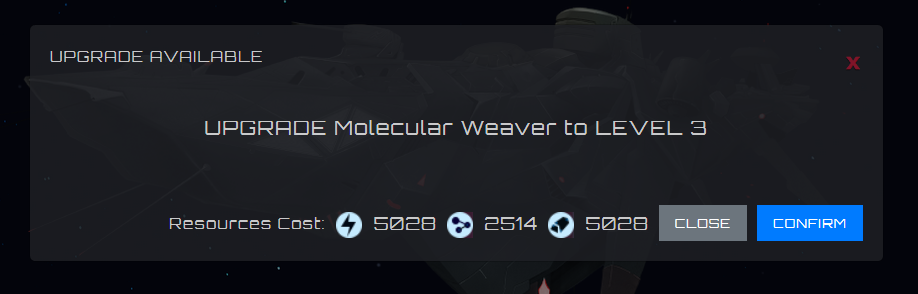 UPGRADE AVAILABLE
X
UPGRADE Molecular Weaver to LEVEL 3
Resources Cost: 5028 2514 5028 CLOSE CONFIRM